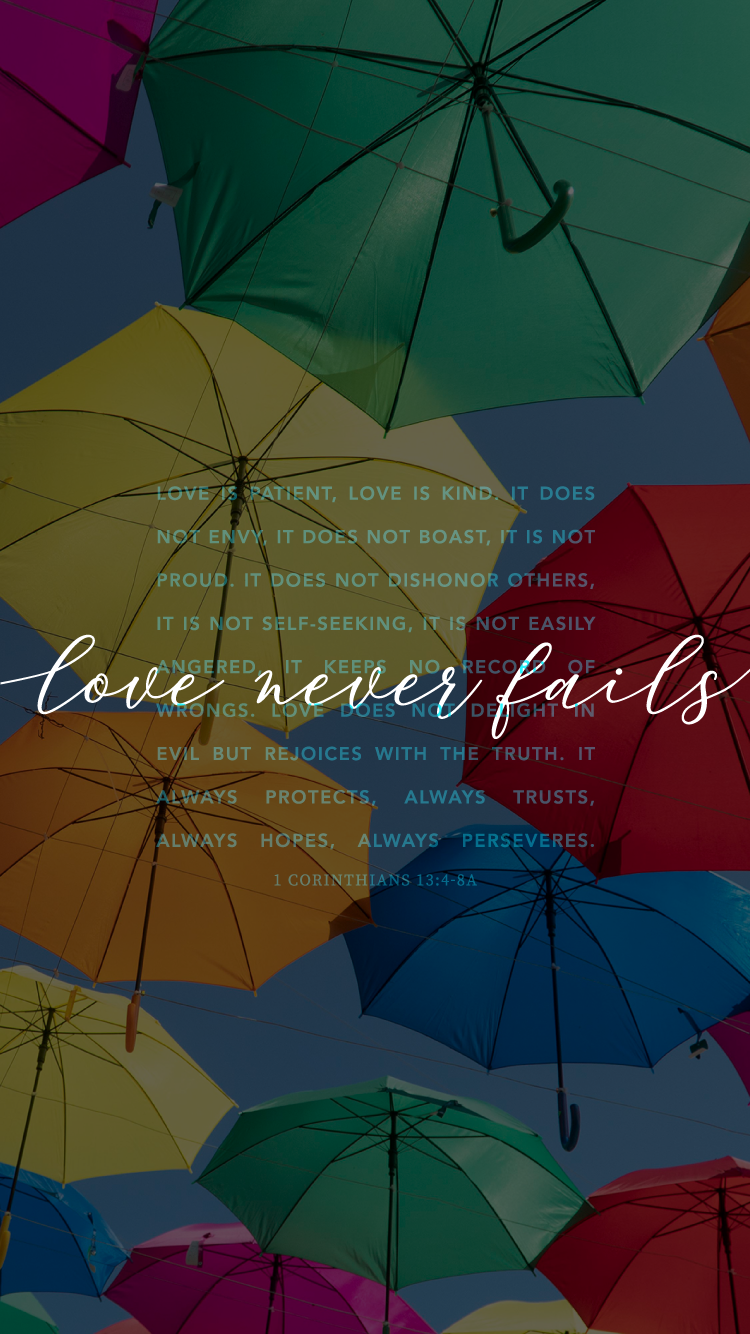 LOVE IS PATIENT, LOVE IS KIND. IT DOES
NOT ENVY, IT DOES NOT BOAST, IT IS NOT
PROUD. IT DOES NOT DISHONOR OTHERS,
IT IS NOT SELF-SEEKING, IT IS NOT EASILY
ANGERED, IT KEEPS NO RECORD OF
love never fails
WRONGS. LOVE DOES NOT DELIGHT IN
EVIL BUT REJOICES WITH THE TRUTH. IT
ALWAYS PROTECTS, ALWAYS TRUSTS,
ALWAYS HOPES, ALWAYS PERSEVERES.
1 CORINTHIANS 13:4-8A